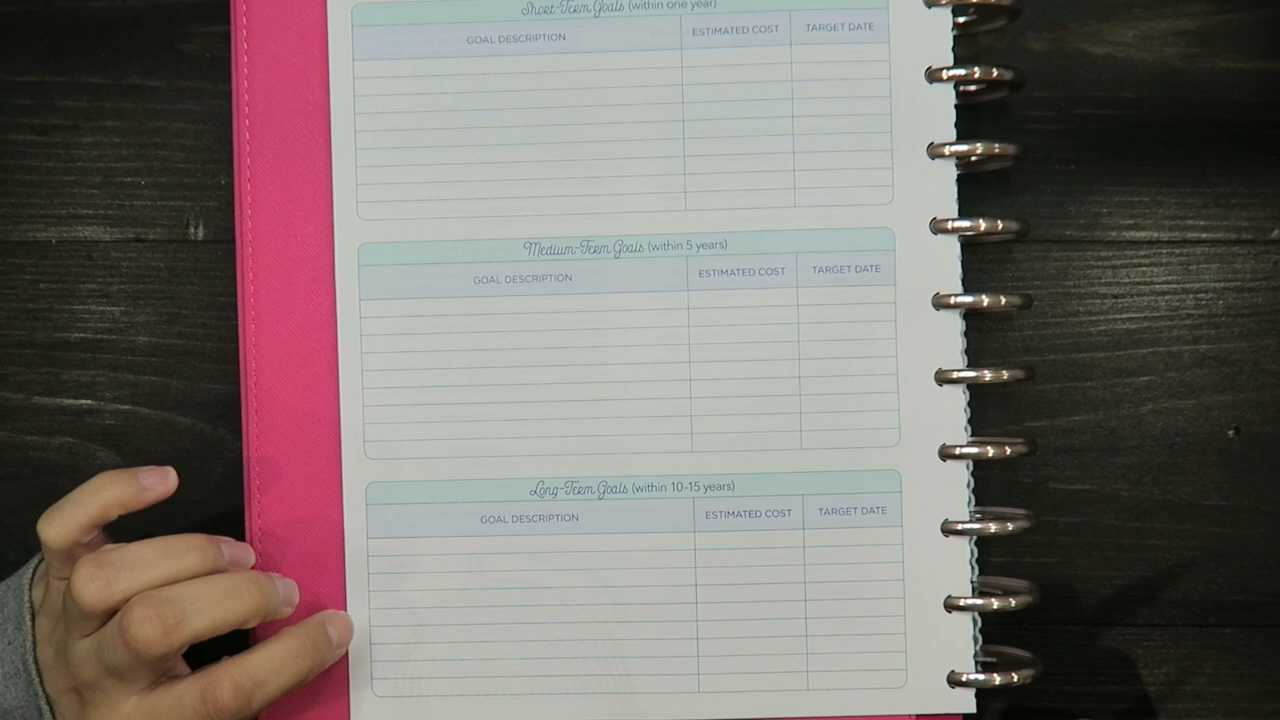 Short-Term Goals (within one year)
GOAL DESCRIPTION ESTIMATED COST TARGET DATE
Medium-Term Goals (within 5 years)
GOAL DESCRIPTION ESTIMATED COST TARGET DATE
Long-Term Goals (within 10-15 years)
GOAL DESCRIPTION ESTIMATED COST TARGET DATE